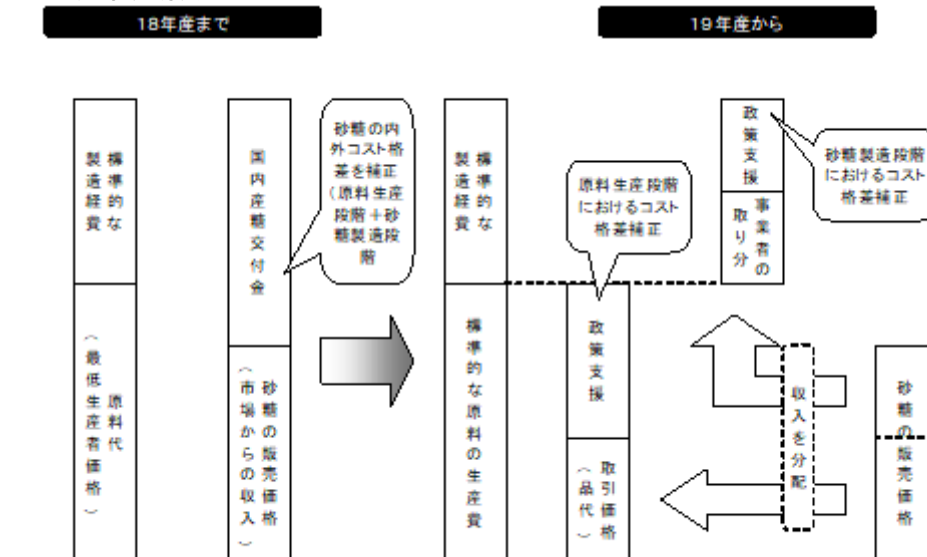 18年産まで
19年産から
標準的な
製造経費
国内産糖交付金
砂糖の内
外コスト格
差を補正
（原料生産
段階＋砂
糖製造段
階
原料代
（最低生産者価格）
砂糖の販売価格
（市場からの収入）
標準的な
製造経費
標準的な原料の生産費
原料生産段階
におけるコスト
格差補正
政策支援
取引価格
（品代）
政策支援
事業者の
取り分
砂糖製造段階
におけるコスト
格差補正
収入を分配
砂糖の販売価格